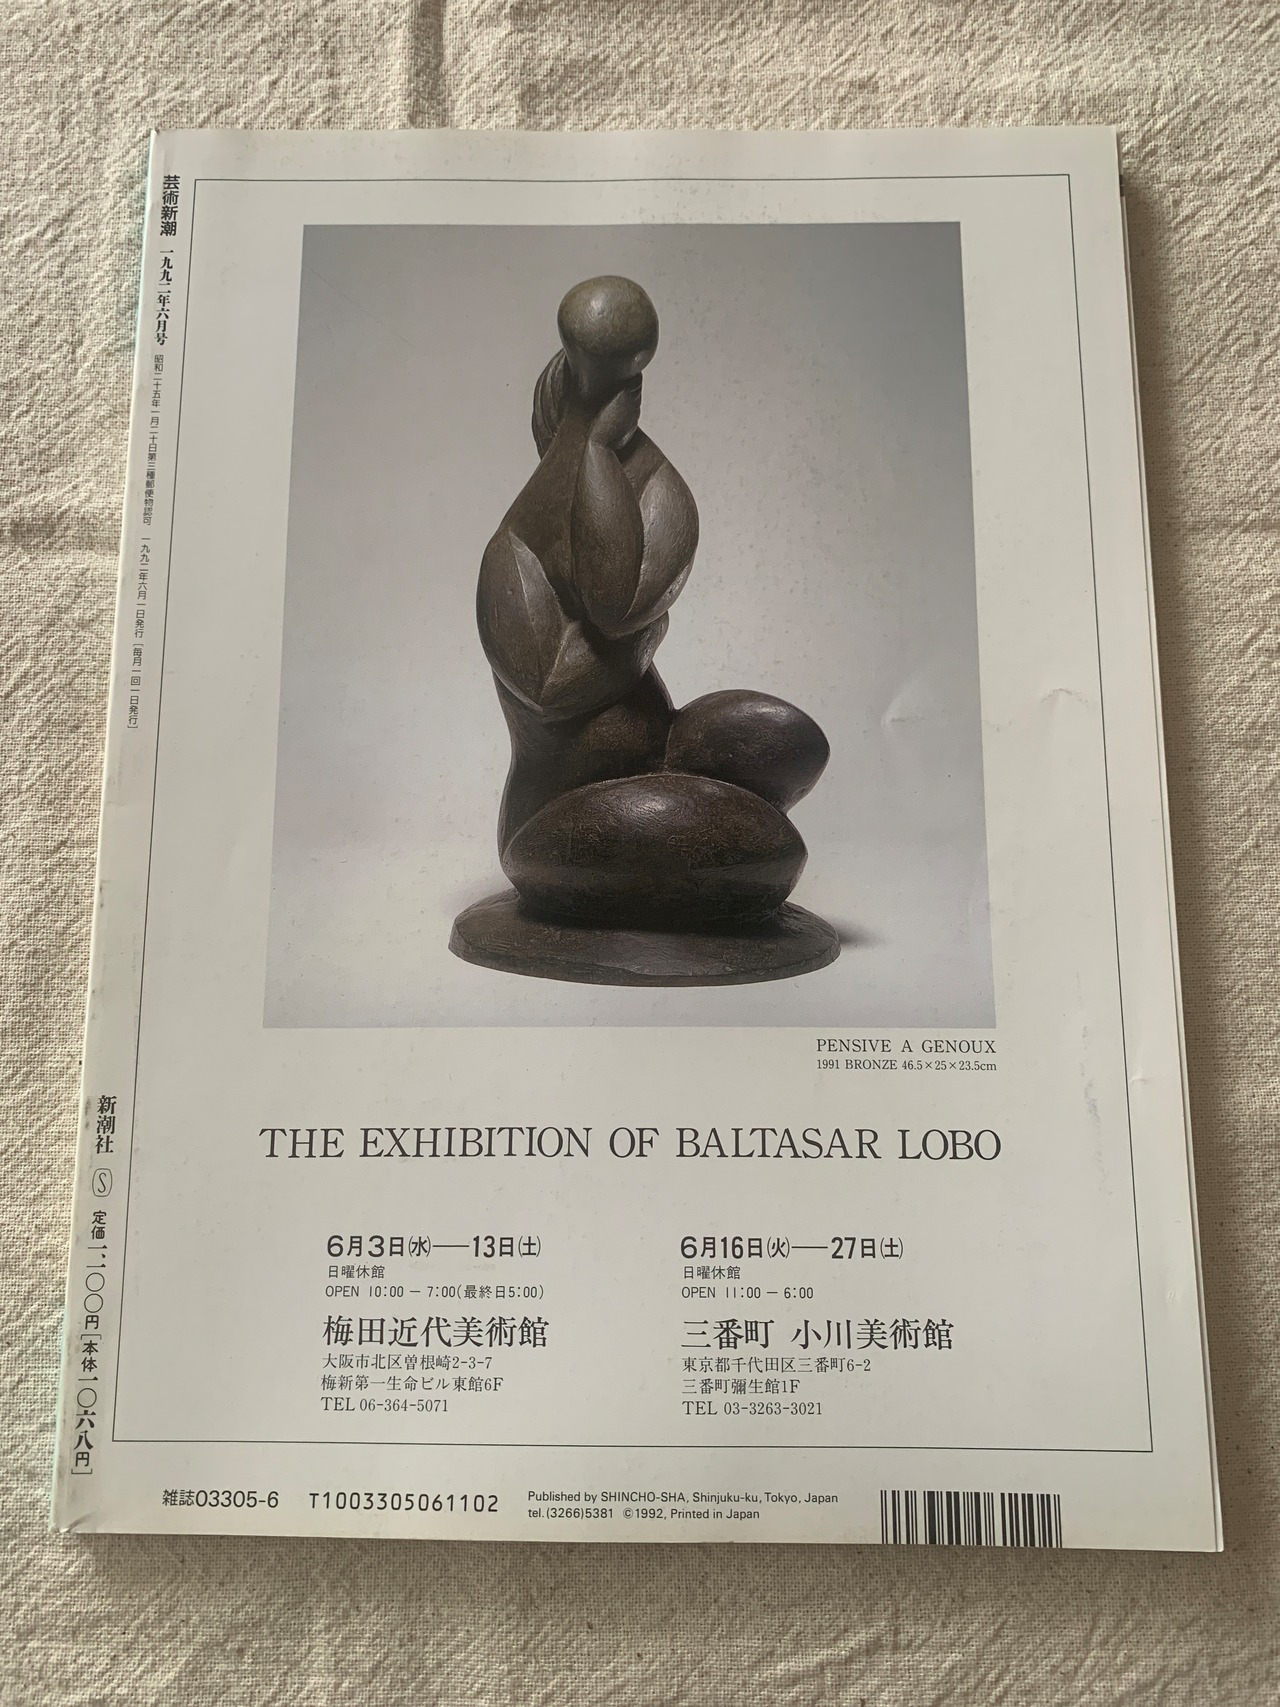 芸術新潮
一九九二年六月号
昭和二十五年一月二十日第三種郵便物認可
一九九二年六月一日発行［毎月一回一日発行］
PENSIVE A GENOUX
1991 BRONZE 46.5×25×23.5cm
THE EXHIBITION OF BALTASAR LOBO
6月3日(水)——13日(土)
日曜休館
OPEN 10:00 — 7:00(最終日5:00)
梅田近代美術館
大阪市北区曽根崎2-3-7
梅新第一生命ビル東館6F
TEL 06-364-5071
6月16日(火)——27日(土)
日曜休館
OPEN 11:00 — 6:00
三番町 小川美術館
東京都千代田区三番町6-2
三番町彌生館1F
TEL 03-3263-3021
新潮社
S
定価一、一〇〇円［本体一〇六八円］
雑誌03305-6
T1003305061102
Published by SHINCHO-SHA, Shinjuku-ku, Tokyo, Japan
tel.(3266)5381 ©1992, Printed in Japan